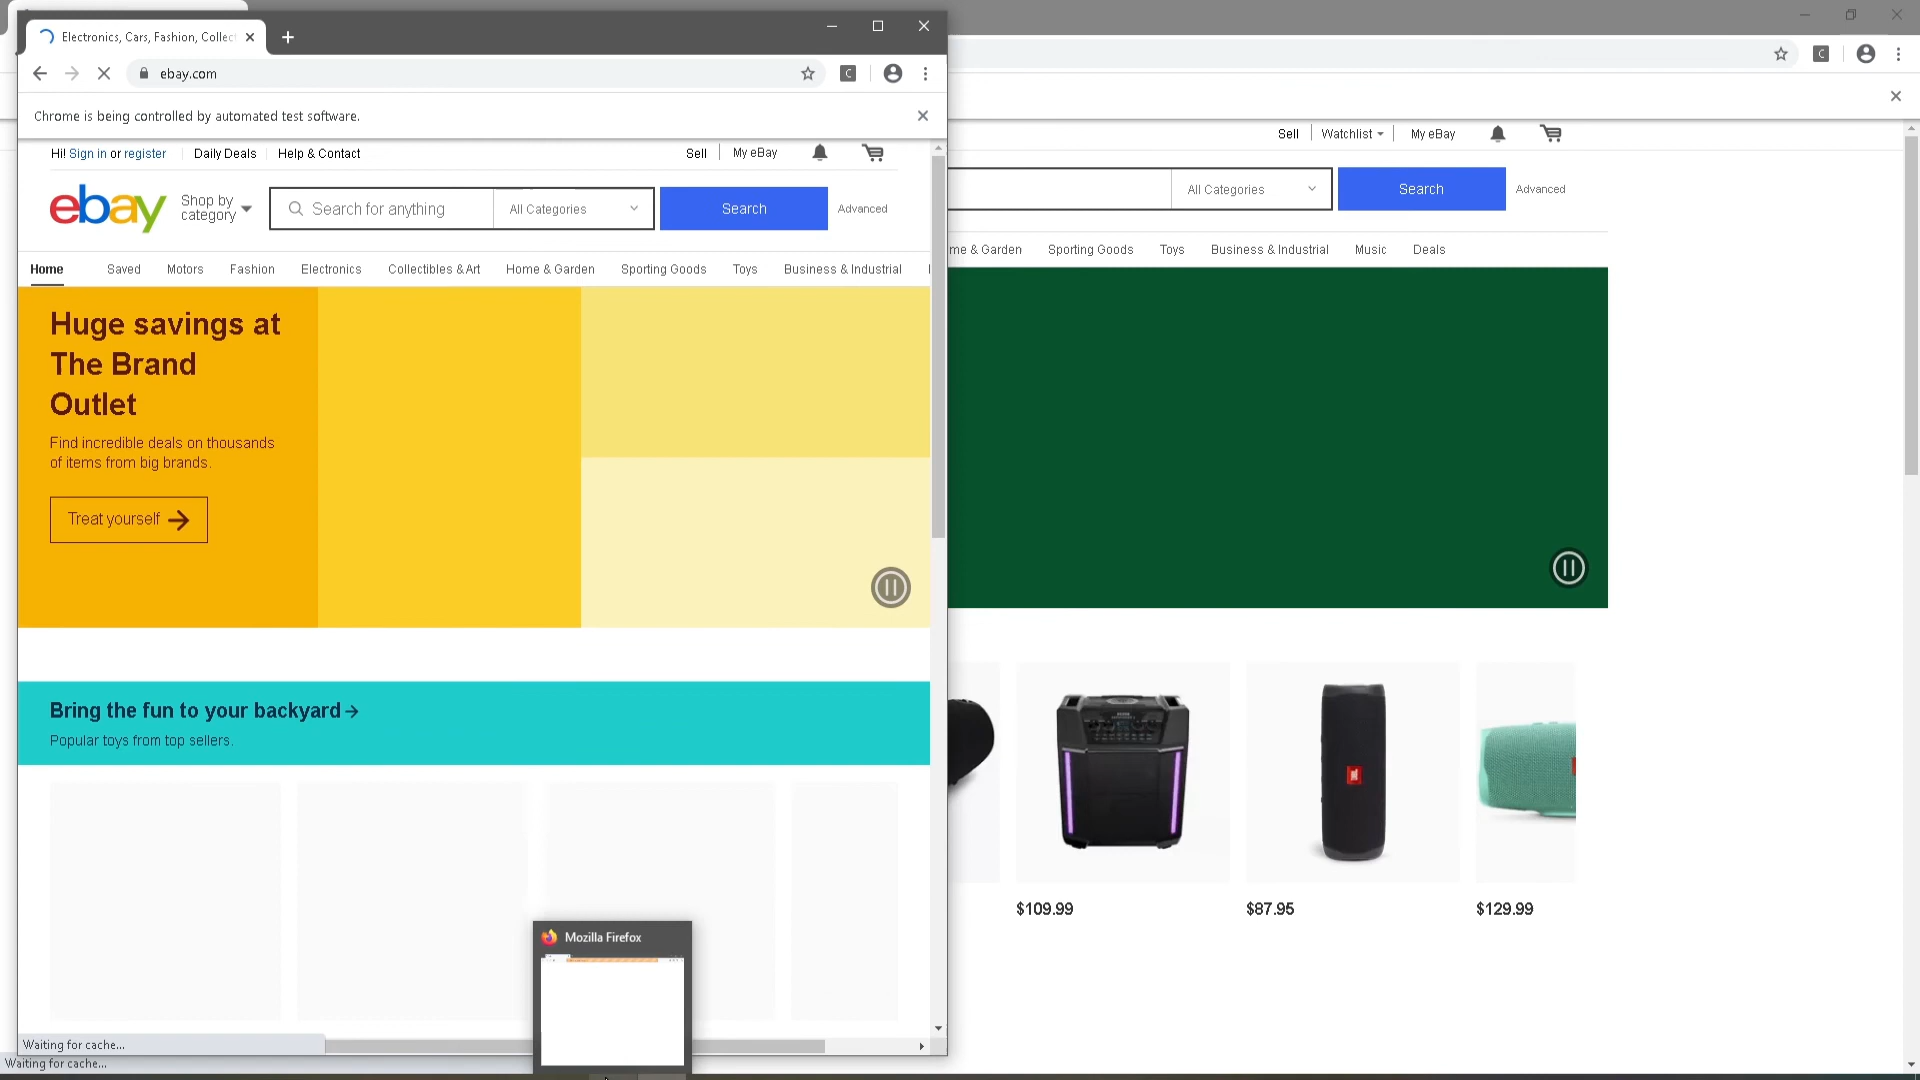 Electronics, Cars, Fashion, Collec
ebay.com
Chrome is being controlled by automated test software.
Hi! Sign in or register
Daily Deals
Help & Contact
Sell
My eBay
ebay
Shop by
category
Search for anything
All Categories
Search
Advanced
Home
Saved
Motors
Fashion
Electronics
Collectibles & Art
Home & Garden
Sporting Goods
Toys
Business & Industrial
Huge savings at
The Brand
Outlet
Find incredible deals on thousands
of items from big brands.
Treat yourself
Bring the fun to your backyard
Popular toys from top sellers.
Mozilla Firefox
Waiting for cache...
Waiting for cache...
C
C
Sell
Watchlist
My eBay
All Categories
Search
Advanced
me & Garden
Sporting Goods
Toys
Business & Industrial
Music
Deals
$109.99
$87.95
$129.99